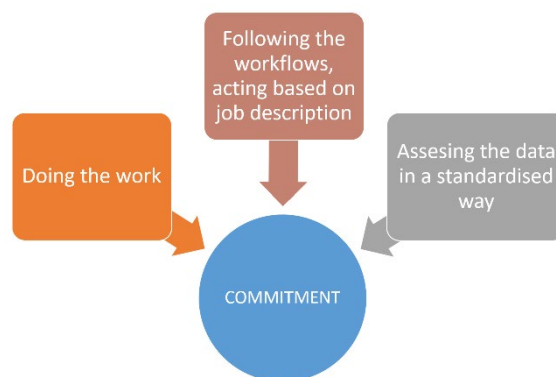 Following the
workflows,
acting based on
job description
Doing the work
Assesing the data
in a standardised
way
COMMITMENT